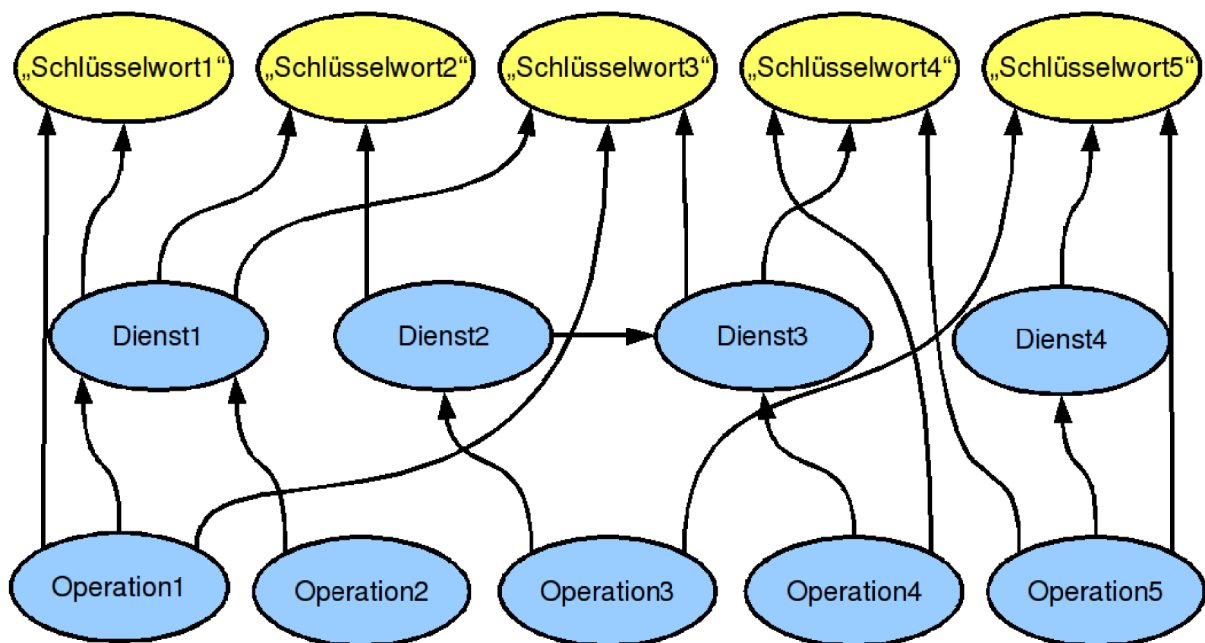 „Schlüsselwort1“
„Schlüsselwort2“
„Schlüsselwort3“
„Schlüsselwort4“
„Schlüsselwort5“
Dienst1
Dienst2
Dienst3
Dienst4
Operation1
Operation2
Operation3
Operation4
Operation5